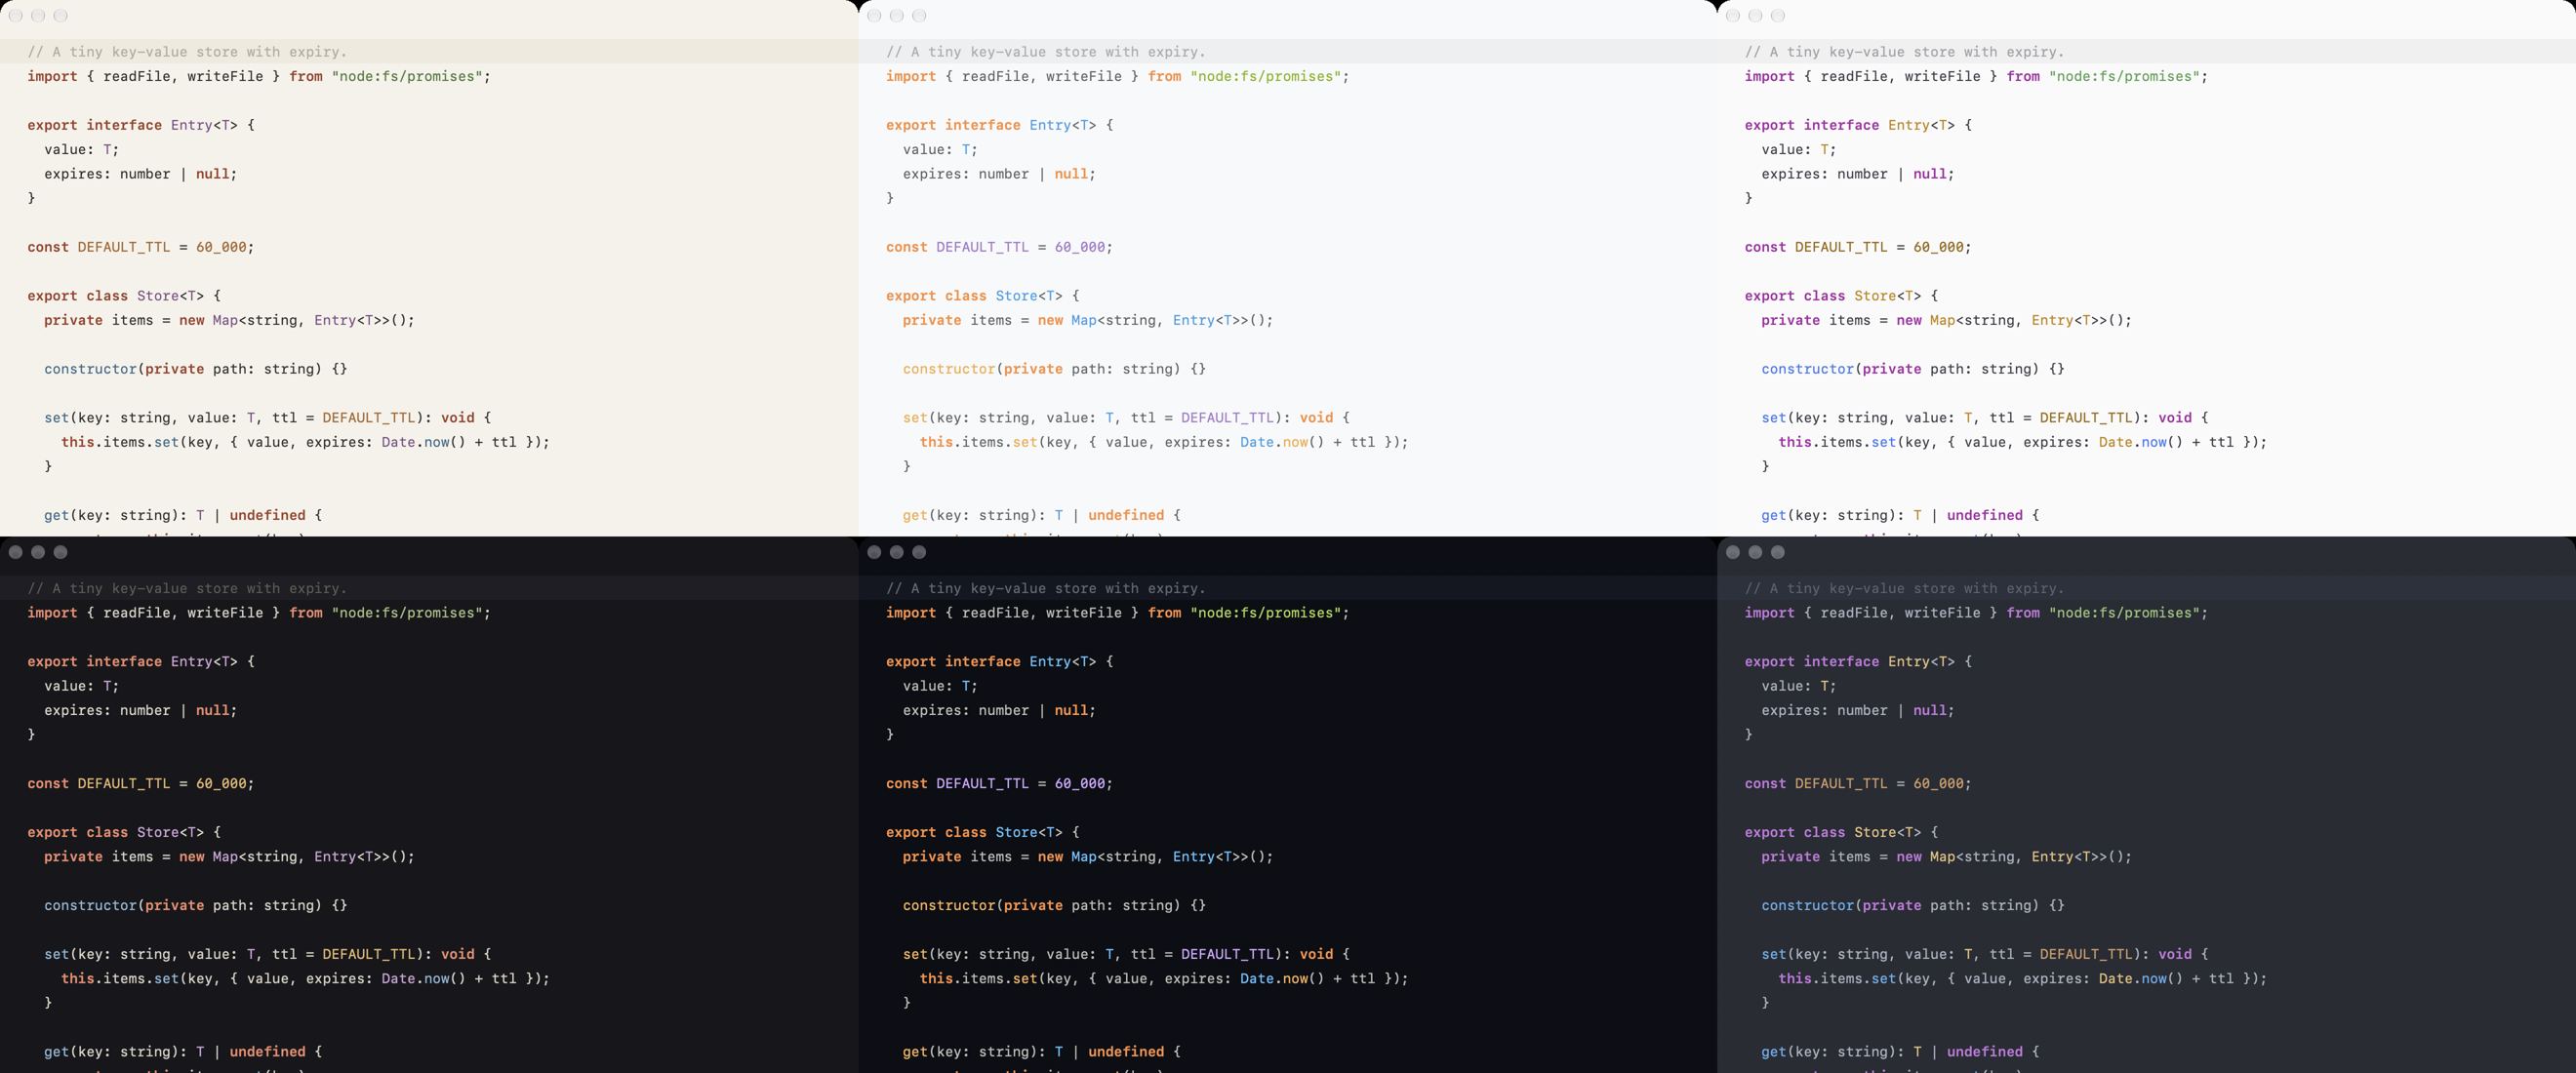 // A tiny key-value store with expiry.
import { readFile, writeFile } from "node:fs/promises";
export interface Entry<T> {
  value: T;
  expires: number | null;
}
const DEFAULT_TTL = 60_000;
export class Store<T> {
  private items = new Map<string, Entry<T>>();
  constructor(private path: string) {}
  set(key: string, value: T, ttl = DEFAULT_TTL): void {
    this.items.set(key, { value, expires: Date.now() + ttl });
  }
  get(key: string): T | undefined {
// A tiny key-value store with expiry.
import { readFile, writeFile } from "node:fs/promises";
export interface Entry<T> {
  value: T;
  expires: number | null;
}
const DEFAULT_TTL = 60_000;
export class Store<T> {
  private items = new Map<string, Entry<T>>();
  constructor(private path: string) {}
  set(key: string, value: T, ttl = DEFAULT_TTL): void {
    this.items.set(key, { value, expires: Date.now() + ttl });
  }
  get(key: string): T | undefined {
// A tiny key-value store with expiry.
import { readFile, writeFile } from "node:fs/promises";
export interface Entry<T> {
  value: T;
  expires: number | null;
}
const DEFAULT_TTL = 60_000;
export class Store<T> {
  private items = new Map<string, Entry<T>>();
  constructor(private path: string) {}
  set(key: string, value: T, ttl = DEFAULT_TTL): void {
    this.items.set(key, { value, expires: Date.now() + ttl });
  }
  get(key: string): T | undefined {
// A tiny key-value store with expiry.
import { readFile, writeFile } from "node:fs/promises";
export interface Entry<T> {
  value: T;
  expires: number | null;
}
const DEFAULT_TTL = 60_000;
export class Store<T> {
  private items = new Map<string, Entry<T>>();
  constructor(private path: string) {}
  set(key: string, value: T, ttl = DEFAULT_TTL): void {
    this.items.set(key, { value, expires: Date.now() + ttl });
  }
  get(key: string): T | undefined {
// A tiny key-value store with expiry.
import { readFile, writeFile } from "node:fs/promises";
export interface Entry<T> {
  value: T;
  expires: number | null;
}
const DEFAULT_TTL = 60_000;
export class Store<T> {
  private items = new Map<string, Entry<T>>();
  constructor(private path: string) {}
  set(key: string, value: T, ttl = DEFAULT_TTL): void {
    this.items.set(key, { value, expires: Date.now() + ttl });
  }
  get(key: string): T | undefined {
// A tiny key-value store with expiry.
import { readFile, writeFile } from "node:fs/promises";
export interface Entry<T> {
  value: T;
  expires: number | null;
}
const DEFAULT_TTL = 60_000;
export class Store<T> {
  private items = new Map<string, Entry<T>>();
  constructor(private path: string) {}
  set(key: string, value: T, ttl = DEFAULT_TTL): void {
    this.items.set(key, { value, expires: Date.now() + ttl });
  }
  get(key: string): T | undefined {